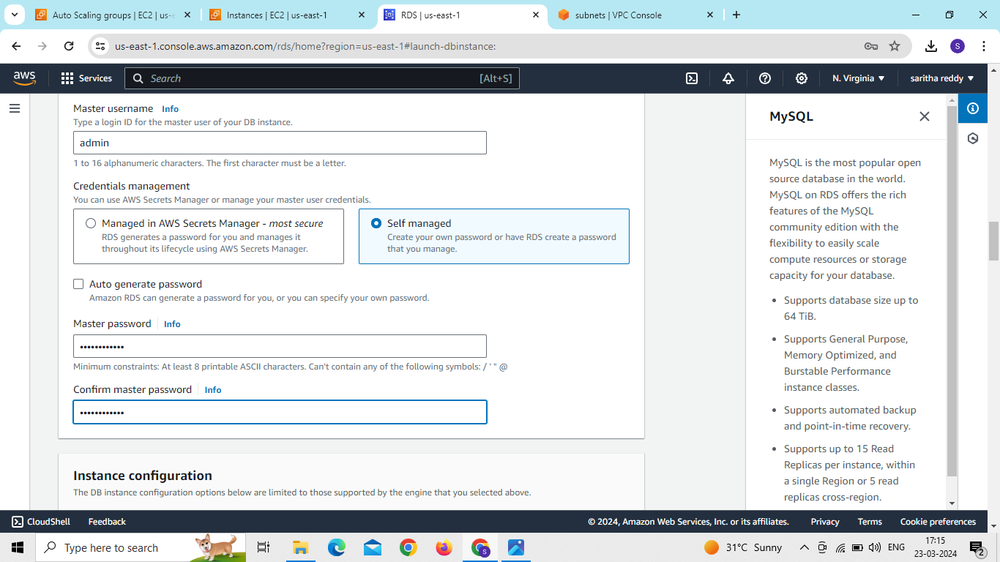 Auto Scaling groups | EC2 | us-e
Instances | EC2 | us-east-1
RDS | us-east-1
subnets | VPC Console
us-east-1.console.aws.amazon.com/rds/home?region=us-east-1#launch-dbinstance:
S
aws
Services
Search
[Alt+S]
N. Virginia
saritha reddy
Master username
Info
Type a login ID for the master user of your DB instance.
admin
1 to 16 alphanumeric characters. The first character must be a letter.
Credentials management
You can use AWS Secrets Manager or manage your master user credentials.
Managed in AWS Secrets Manager - most secure
RDS generates a password for you and manages it
throughout its lifecycle using AWS Secrets Manager.
Self managed
Create your own password or have RDS create a password
that you manage.
Auto generate password
Amazon RDS can generate a password for you, or you can specify your own password.
Master password
Info
••••••••••••
Minimum constraints: At least 8 printable ASCII characters. Can't contain any of the following symbols: / ' " @
Confirm master password
Info
••••••••••••
Instance configuration
The DB instance configuration options below are limited to those supported by the engine that you selected above.
MySQL
MySQL is the most popular open
source database in the world.
MySQL on RDS offers the rich
features of the MySQL
community edition with the
flexibility to easily scale
compute resources or storage
capacity for your database.
• Supports database size up to
64 TiB.
• Supports General Purpose,
Memory Optimized, and
Burstable Performance
instance classes.
• Supports automated backup
and point-in-time recovery.
• Supports up to 15 Read
Replicas per instance, within
a single Region or 5 read
replicas cross-region.
CloudShell
Feedback
© 2024, Amazon Web Services, Inc. or its affiliates.
Privacy
Terms
Cookie preferences
Type here to search
S
31°C Sunny
ENG
17:15
23-03-2024
2